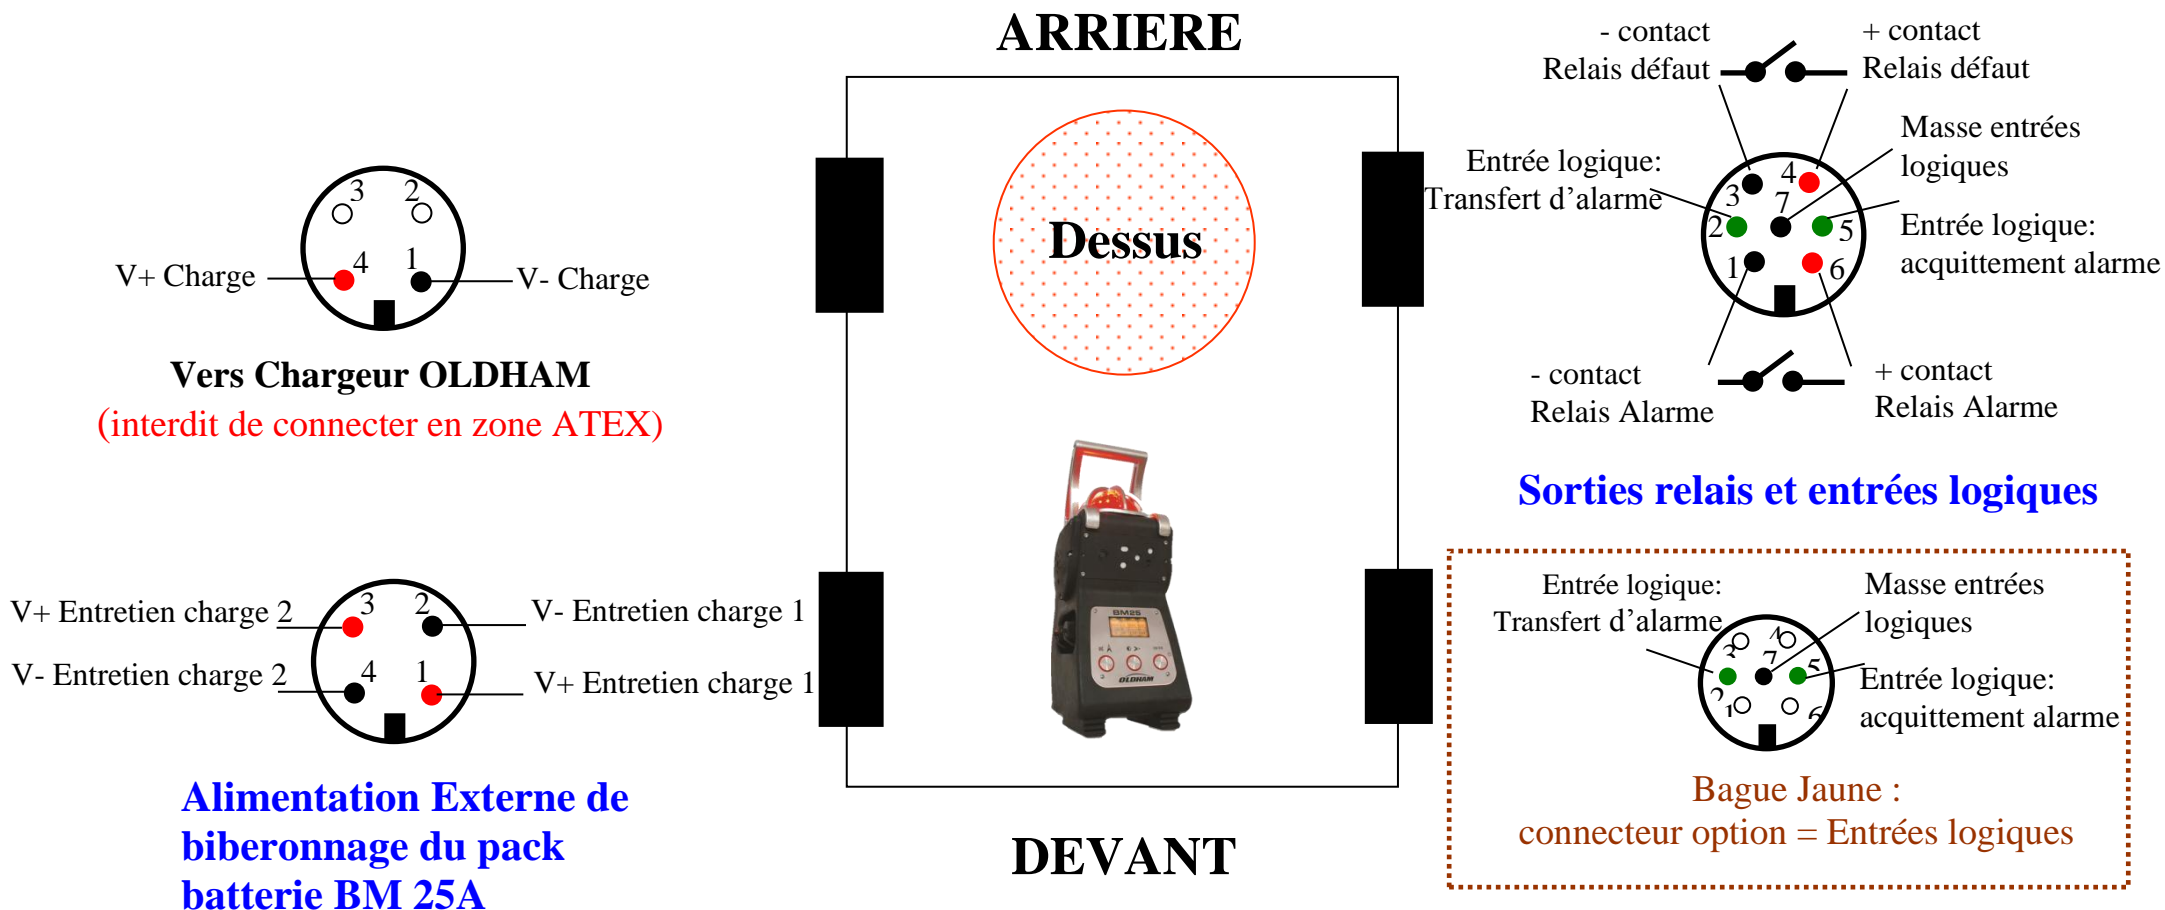 ARRIERE
- contact
Relais défaut
+ contact
Relais défaut
Masse entrées
logiques
Entrée logique:
Transfert d'alarme
3
4
7
2
5
1
6
Entrée logique:
acquittement alarme
- contact
Relais Alarme
+ contact
Relais Alarme
Sorties relais et entrées logiques
3
2
4
1
V+ Charge
V- Charge
Vers Chargeur OLDHAM
(interdit de connecter en zone ATEX)
Dessus
BM25
OLDHAM
V+ Entretien charge 2
V- Entretien charge 2
3
2
4
1
V- Entretien charge 1
V+ Entretien charge 1
Alimentation Externe de
biberonnage du pack
batterie BM 25A
DEVANT
Entrée logique:
Transfert d'alarme
Masse entrées
logiques
3
4
7
5
2
1
6
Entrée logique:
acquittement alarme
Bague Jaune :
connecteur option = Entrées logiques